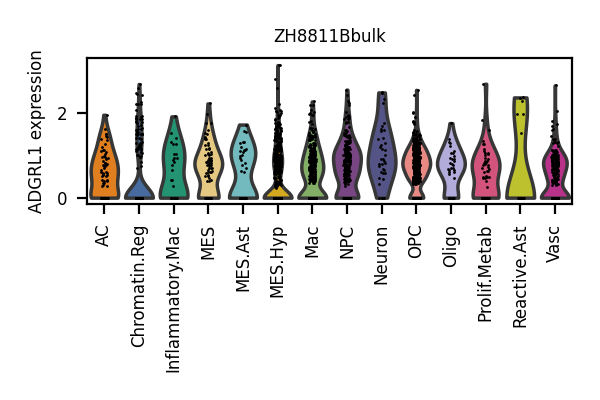 ZH8811Bbulk
ADGRL1 expression
2
0
AC
Chromatin.Reg
Inflammatory.Mac
MES
MES.Ast
MES.Hyp
Mac
NPC
Neuron
OPC
Oligo
Prolif.Metab
Reactive.Ast
Vasc